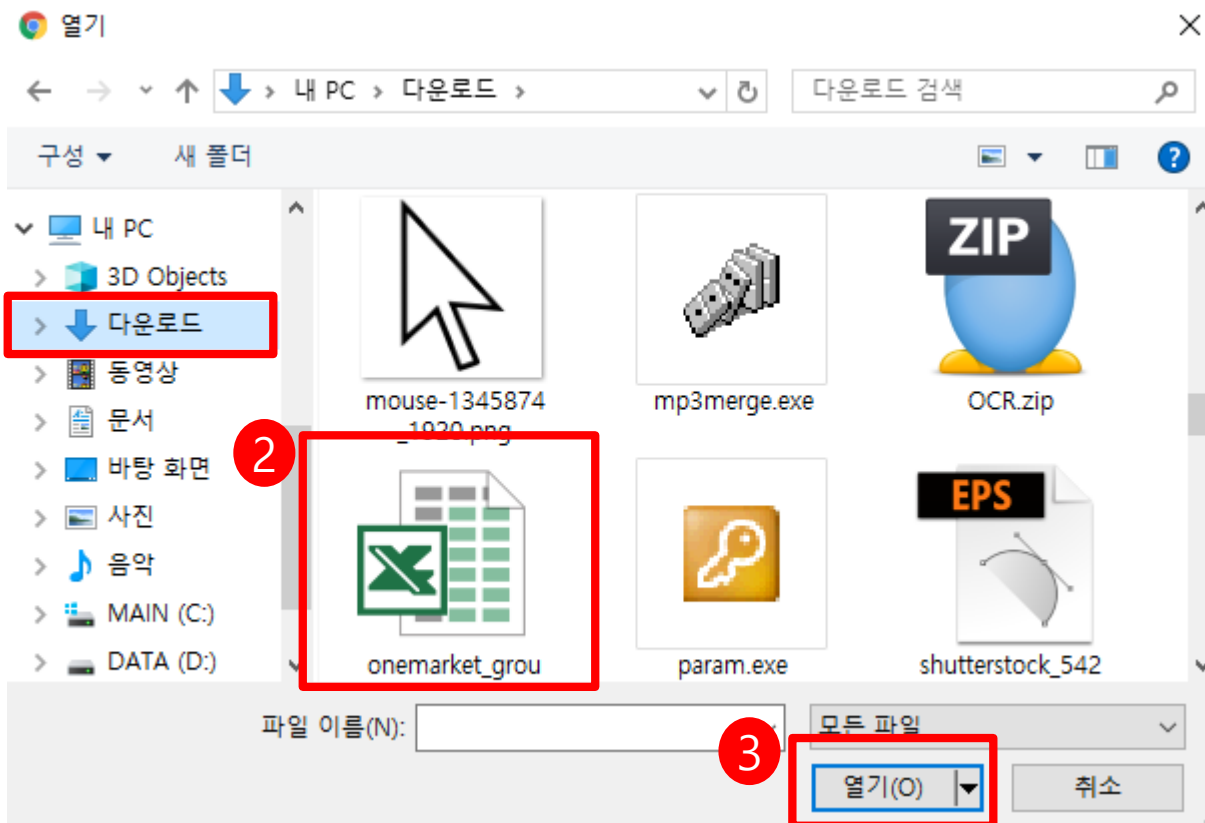 열기
내 PC > 다운로드 >
다운로드 검색
구성
새 폴더
내 PC
3D Objects
다운로드
동영상
문서
바탕 화면
사진
음악
MAIN (C:)
DATA (D:)
mouse-1345874
_1920.png
mp3merge.exe
ZIP
OCR.zip
2
onemarket_grou
param.exe
EPS
shutterstock_542
파일 이름(N):
모든 파일
3
열기(O)
취소